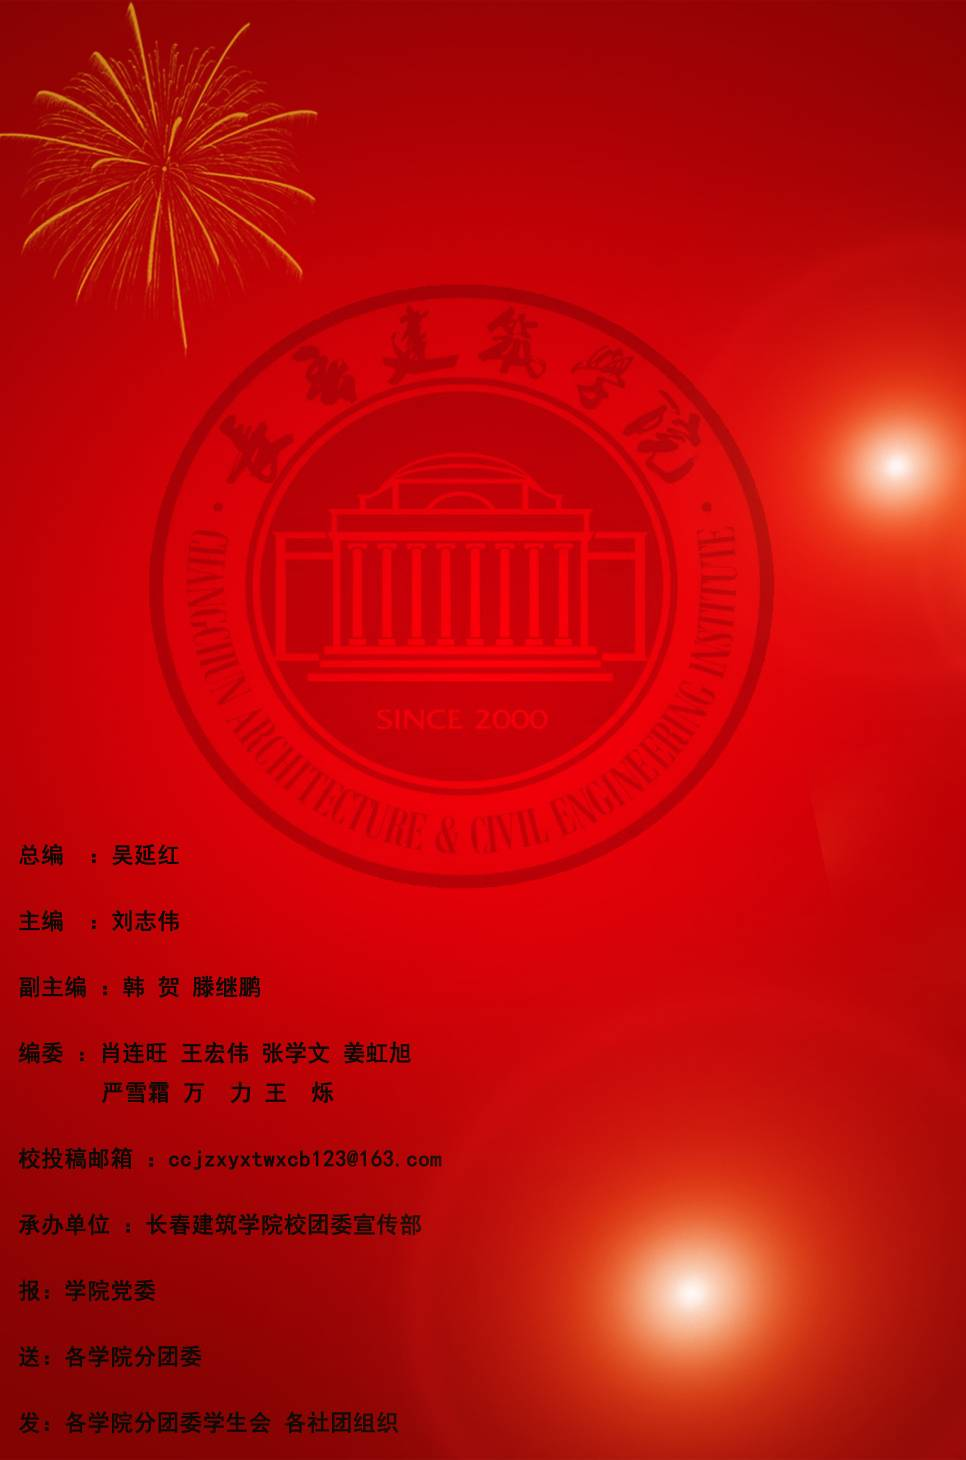 长春建筑学院
CHANGCHUN ARCHITECTURE & CIVIL ENGINEERING INSTITUTE
SINCE 2000
总编 ：吴延红
主编 ：刘志伟
副主编 ：韩 贺 滕继鹏
编委 ：肖连旺 王宏伟 张学文 姜虹旭
严雪霜 万 力 王 烁
校投稿邮箱 ：ccjzxyxtwxcb123@163.com
承办单位 ：长春建筑学院校团委宣传部
报：学院党委
送：各学院分团委
发：各学院分团委学生会 各社团组织